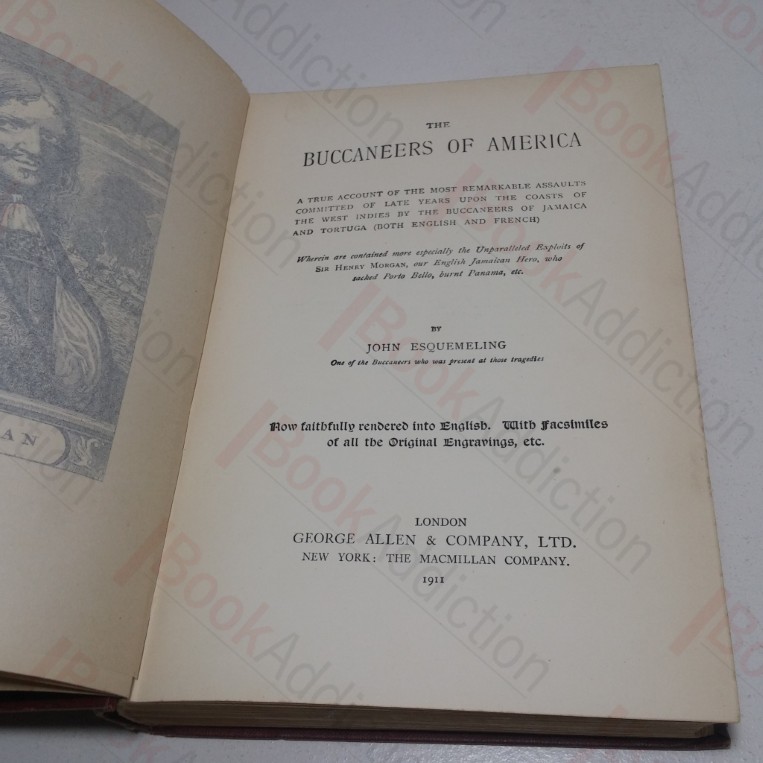 THE
BUCCANEERS OF AMERICA
A TRUE ACCOUNT OF THE MOST REMARKABLE ASSAULTS
COMMITTED OF LATE YEARS UPON THE COASTS OF
THE WEST INDIES BY THE BUCCANEERS OF JAMAICA
AND TORTUGA (BOTH ENGLISH AND FRENCH)
Wherein are contained more especially the Unparalleled Exploits of
SIR HENRY MORGAN, our English Jamaican Hero, who
sacked Porto Bello, burnt Panama, etc.
BY
JOHN ESQUEMELING
One of the Buccaneers who was present at those tragedies
Now faithfully rendered into English. With Facsimiles
of all the Original Engravings, etc.
LONDON
GEORGE ALLEN & COMPANY, LTD.
NEW YORK: THE MACMILLAN COMPANY.
1911
AN
BookAddiction